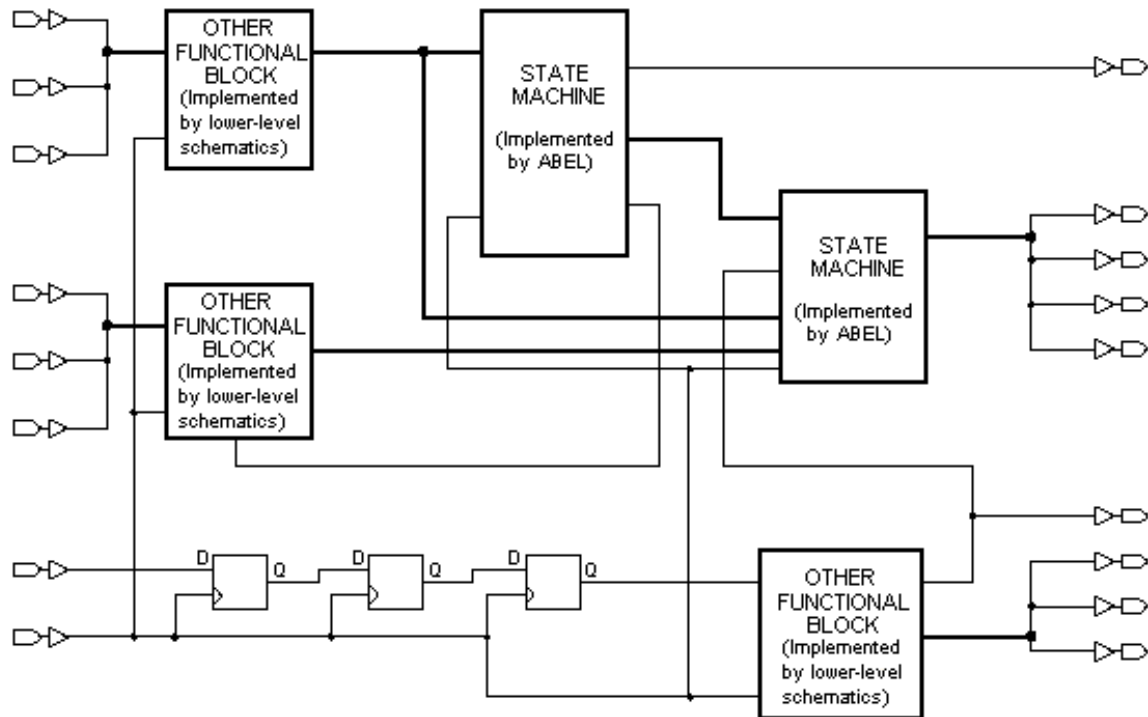 OTHER
FUNCTIONAL
BLOCK
(Implemented
by lower-level
schematics)
STATE
MACHINE
(Implemented
by ABEL)
STATE
MACHINE
(Implemented
by ABEL)
OTHER
FUNCTIONAL
BLOCK
(Implemented
by lower-level
schematics)
D
Q
D
Q
D
Q
OTHER
FUNCTIONAL
BLOCK
(Implemented
by lower-level
schematics)